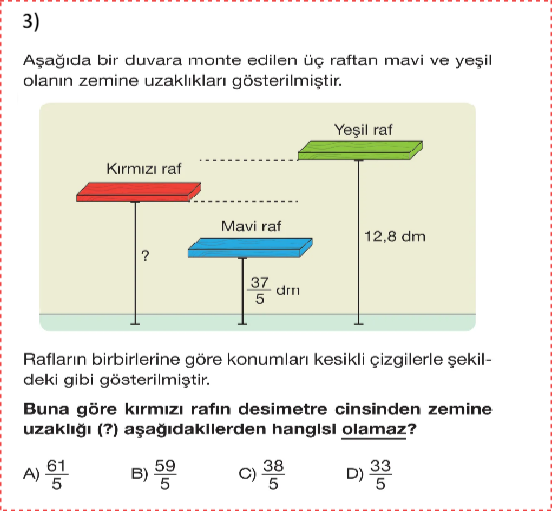 3)
Aşağıda bir duvara monte edilen üç raftan mavi ve yeşil
olanın zemine uzaklıkları gösterilmiştir.
Yeşil raf
Kırmızı raf
Mavi raf
12,8 dm
?
37/5 dm
Rafların birbirlerine göre konumları kesikli çizgilerle şekil-
deki gibi gösterilmiştir.
Buna göre kırmızı rafın desimetre cinsinden zemine
uzaklığı (?) aşağıdakilerden hangisi olamaz?
A) 61/5 B) 59/5 C) 38/5 D) 33/5